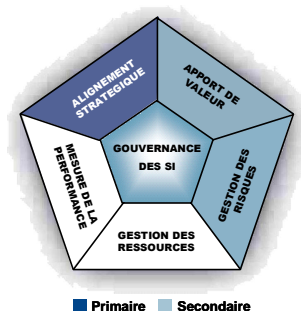 ALIGNEMENT
STRATEGIQUE
APPORT DE
VALEUR
MESURE DE LA
PERFORMANCE
GOUVERNANCE
DES SI
GESTION DES
RISQUES
GESTION DES
RESSOURCES
Primaire Secondaire